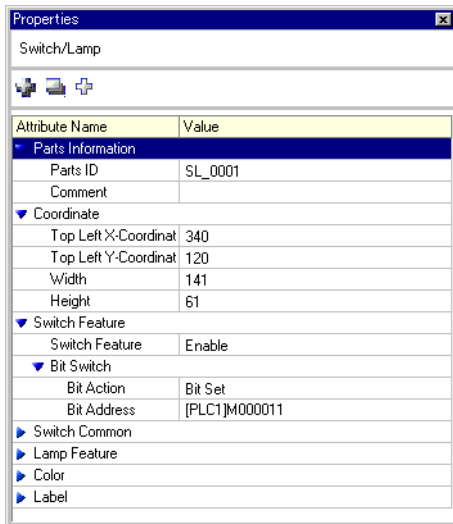 Properties
Switch/Lamp
Attribute Name Value
Parts Information
Parts ID SL_0001
Comment
Coordinate
Top Left X-Coordinat 340
Top Left Y-Coordinat 120
Width 141
Height 61
Switch Feature
Switch Feature Enable
Bit Switch
Bit Action Bit Set
Bit Address [PLC1]M000011
Switch Common
Lamp Feature
Color
Label